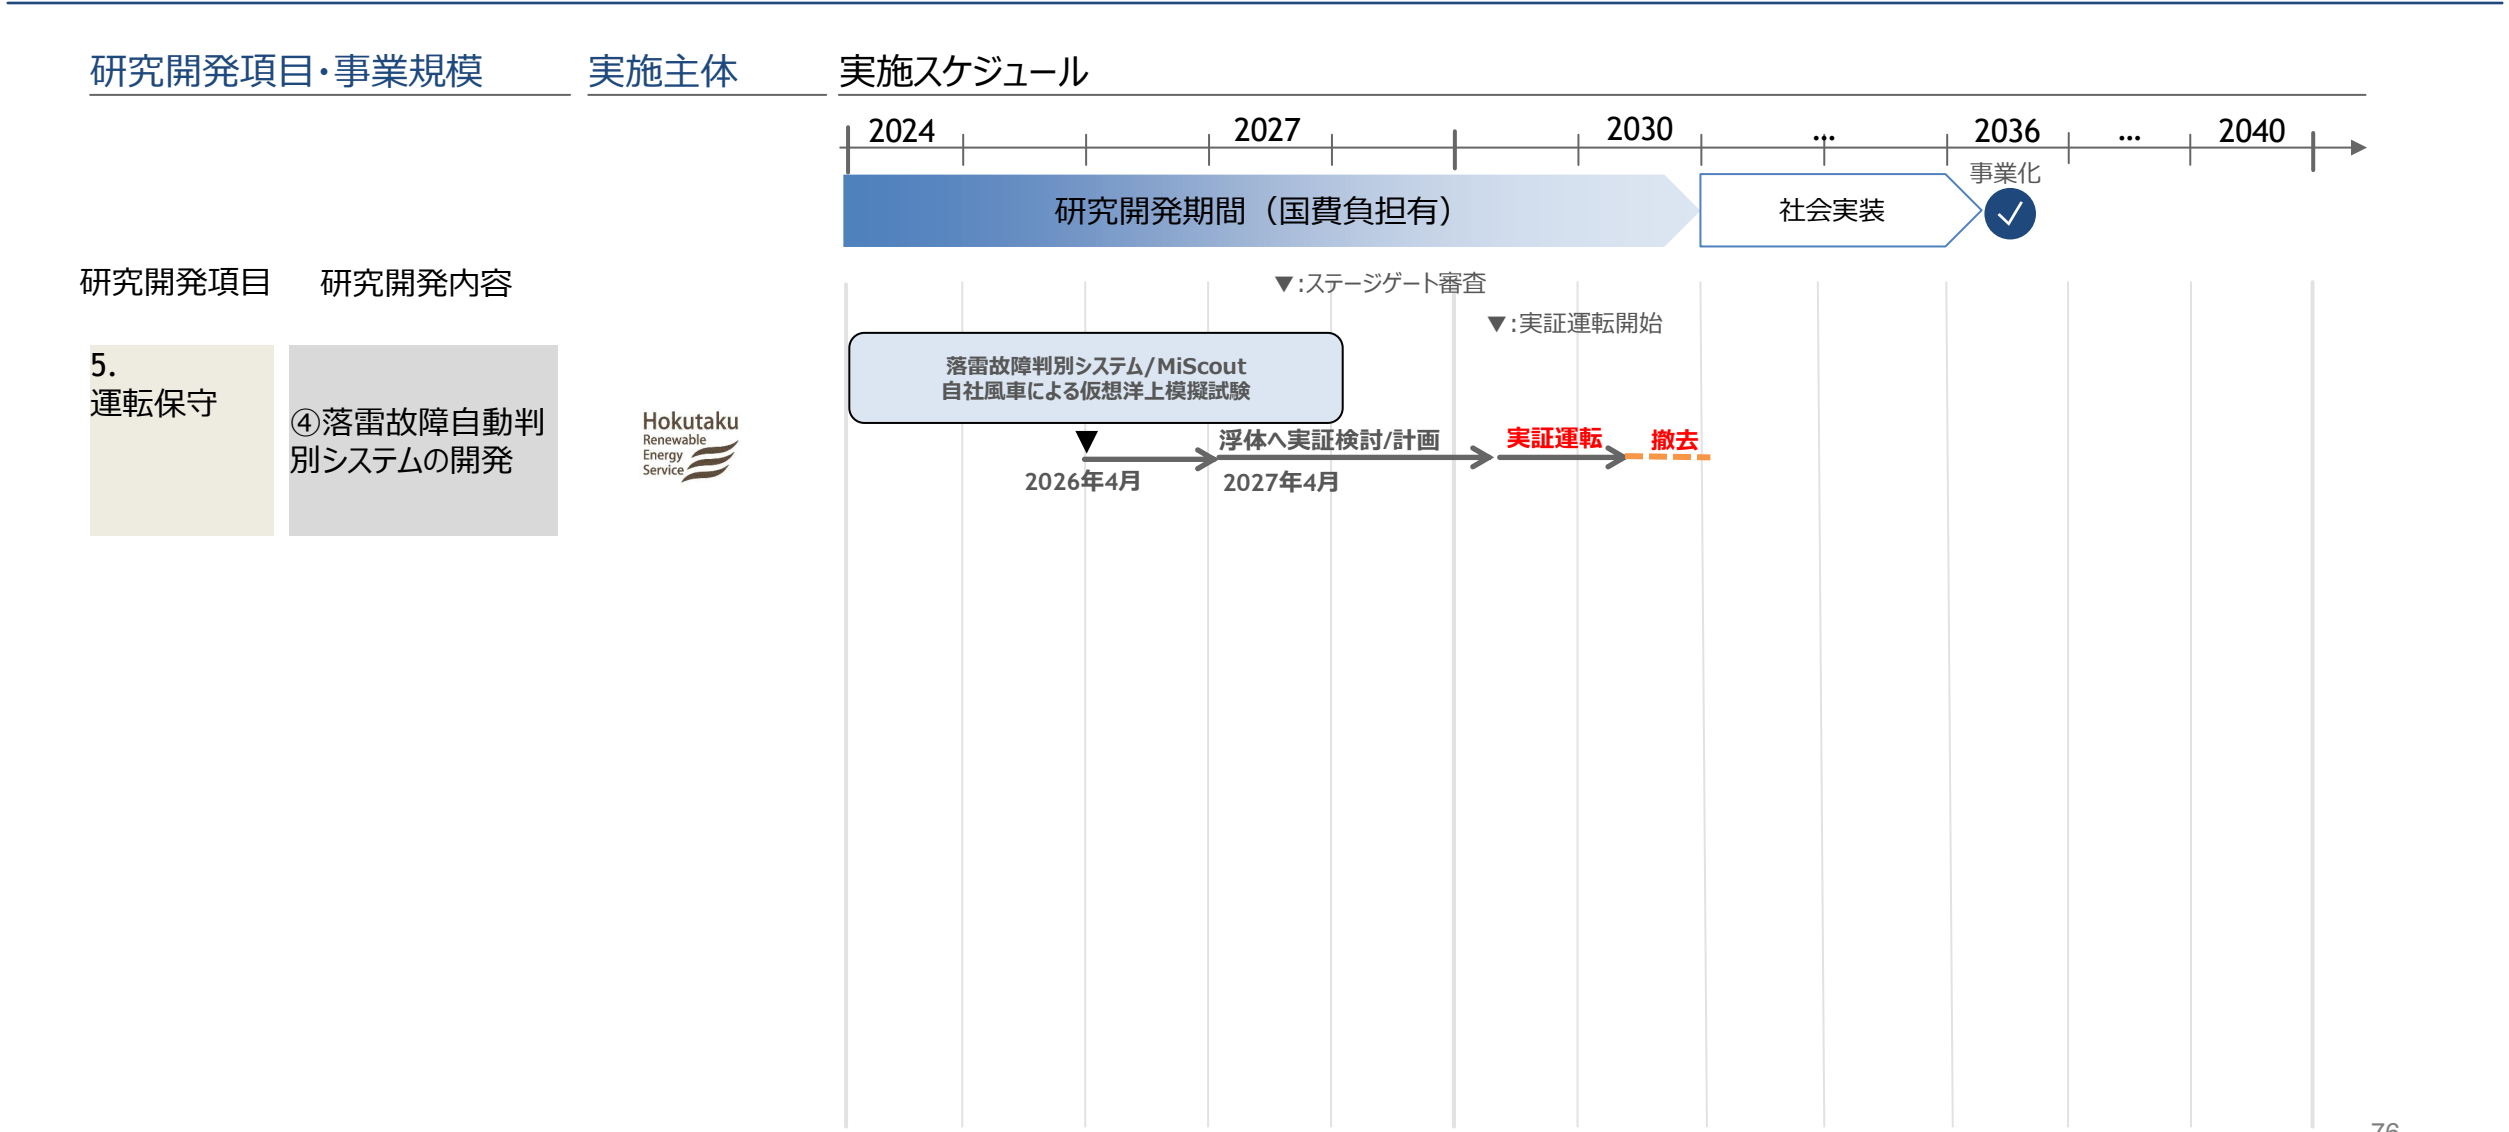 研究開発項目・事業規模
実施主体
実施スケジュール
2024
2027
2030
...
2036
...
2040
事業化
研究開発期間（国費負担有）
社会実装
研究開発項目
研究開発内容
▼:ステージゲート審査
▼:実証運転開始
5.
運転保守
④落雷故障自動判
別システムの開発
Hokutaku
Renewable
Energy
Service
落雷故障判別システム/MiScout
自社風車による仮想洋上模擬試験
浮体へ実証検討/計画
実証運転
撤去
2026年4月
2027年4月